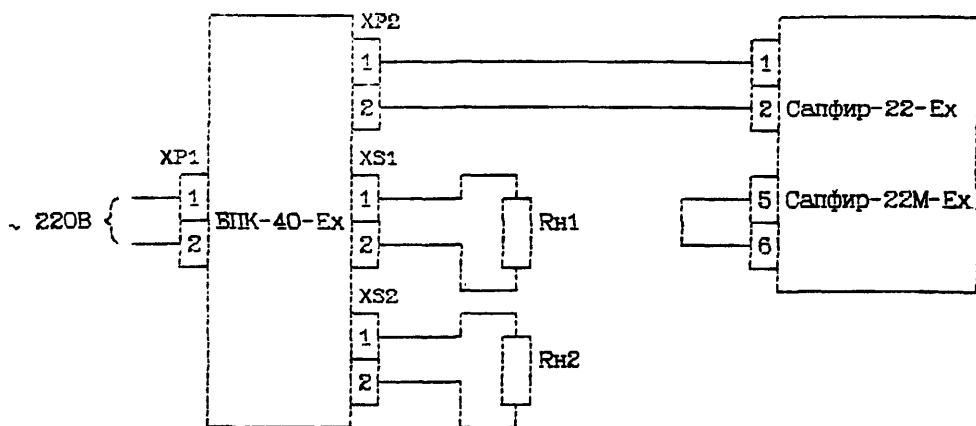 XP2
1
2
1
2
Сапфир-22-Ex
XP1
1
2
~ 220В
БПК-40-Ex
XS1
1
2
Rн1
5
6
Сапфир-22М-Ex
XS2
1
2
Rн2